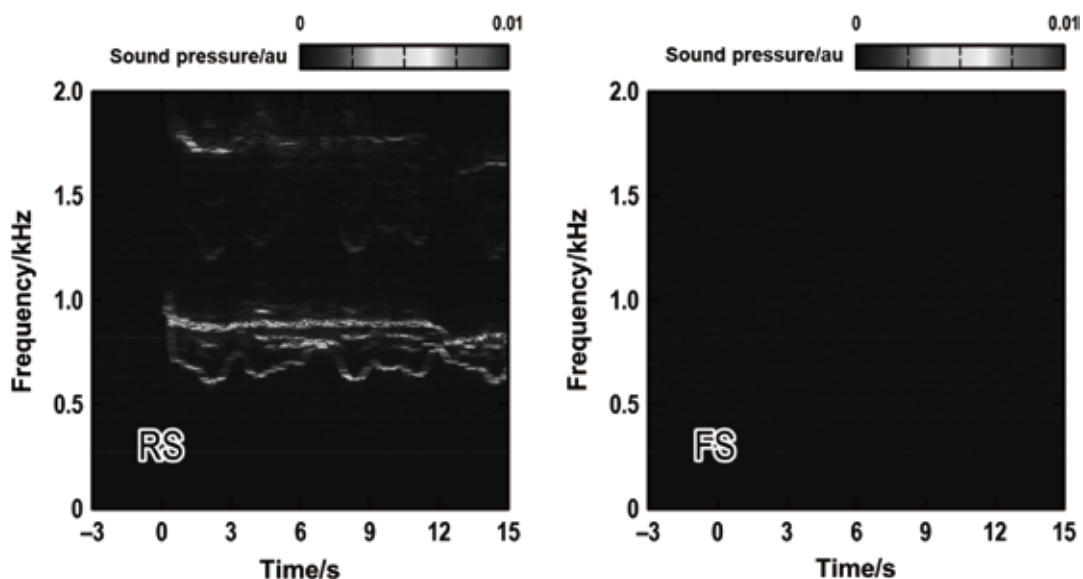 0 0.01
Sound pressure/au
2.0
1.5
1.0
0.5
0
Frequency/kHz
RS
–3 0 3 6 9 12 15
Time/s
0 0.01
Sound pressure/au
2.0
1.5
1.0
0.5
0
Frequency/kHz
FS
–3 0 3 6 9 12 15
Time/s